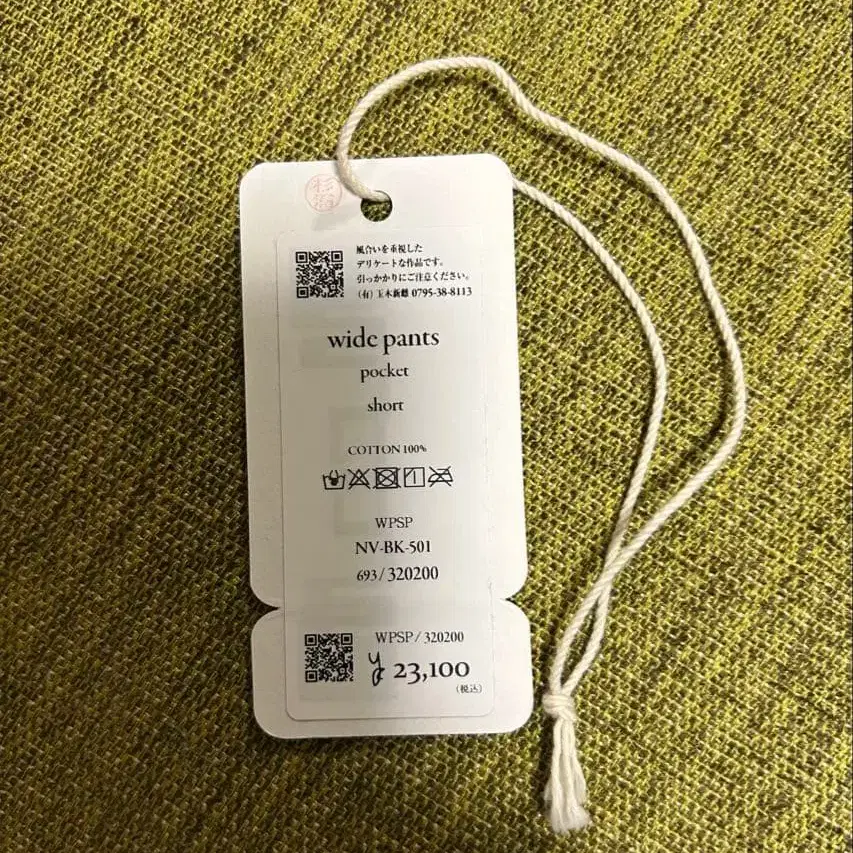 風合いを重視した
デリケートな作品です。
引っかかりにご注意ください。
(有)玉木新雌 0795-38-8113
wide pants
pocket
short
COTTON 100%
WPSP
NV-BK-501
693/320200
WPSP/320200
¥ 23,100
(税込)